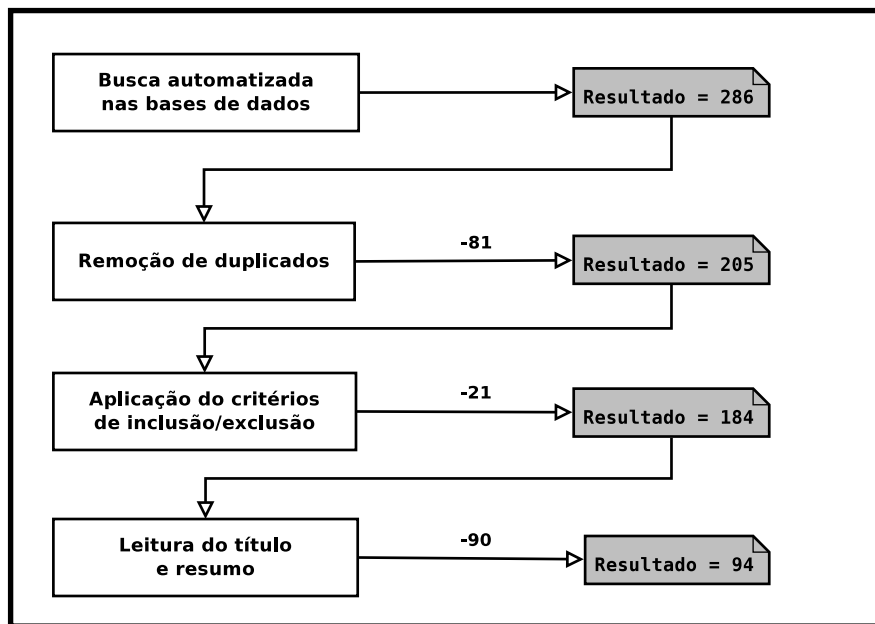 Busca automatizada
nas bases de dados
Resultado = 286
Remoção de duplicados
-81
Resultado = 205
Aplicação do critérios
de inclusão/exclusão
-21
Resultado = 184
Leitura do título
e resumo
-90
Resultado = 94